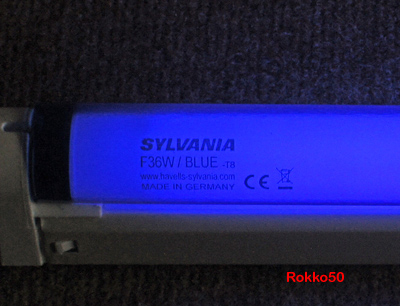 SYLVANIA
F36W / BLUE -T8
www.havells-sylvania.com
MADE IN GERMANY CE
Rokko50